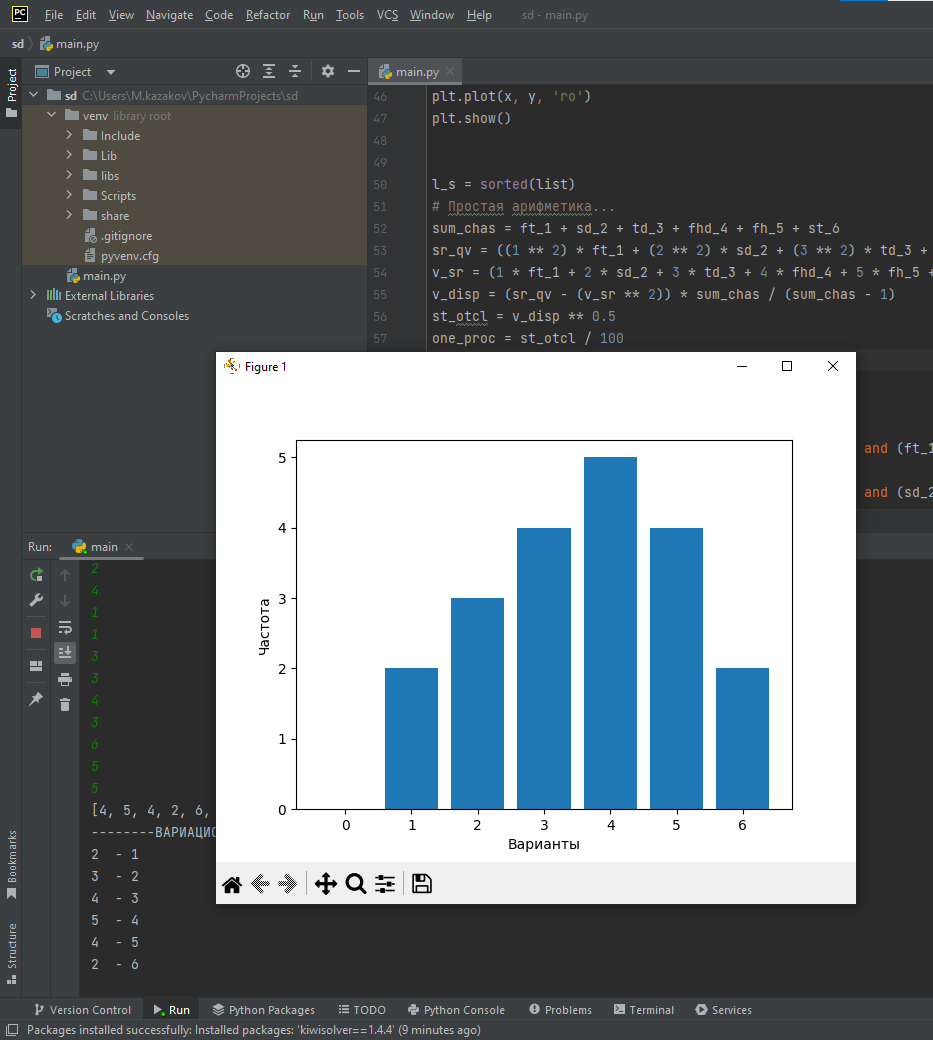 PC File Edit View Navigate Code Refactor Run Tools VCS Window Help sd - main.py
sd main.py
Project
Project
main.py
sd C:\Users\M.kazakov\PycharmProjects\sd
venv library root
Include
Lib
libs
Scripts
share
.gitignore
pyvenv.cfg
main.py
External Libraries
Scratches and Consoles
46 plt.plot(x, y, 'ro')
47 plt.show()
48
49
50 l_s = sorted(list)
51 # Простая арифметика...
52 sum_chas = ft_1 + sd_2 + td_3 + fhd_4 + fh_5 + st_6
53 sr_qv = ((1 ** 2) * ft_1 + (2 ** 2) * sd_2 + (3 ** 2) * td_3 +
54 v_sr = (1 * ft_1 + 2 * sd_2 + 3 * td_3 + 4 * fhd_4 + 5 * fh_5 +
55 v_disp = (sr_qv - (v_sr ** 2)) * sum_chas / (sum_chas - 1)
56 st_otcl = v_disp ** 0.5
57 one_proc = st_otcl / 100
and (ft_1
and (sd_2
Figure 1
5
4
3
2
1
0
Частота
0 1 2 3 4 5 6
Варианты
Run: main
2
4
1
1
3
3
4
3
6
5
5
[4, 5, 4, 2, 6,
--------ВАРИАЦИО
2 - 1
3 - 2
4 - 3
5 - 4
4 - 5
2 - 6
Bookmarks
Structure
Version Control Run Python Packages TODO Python Console Problems Terminal Services
Packages installed successfully: Installed packages: 'kiwisolver==1.4.4' (9 minutes ago)